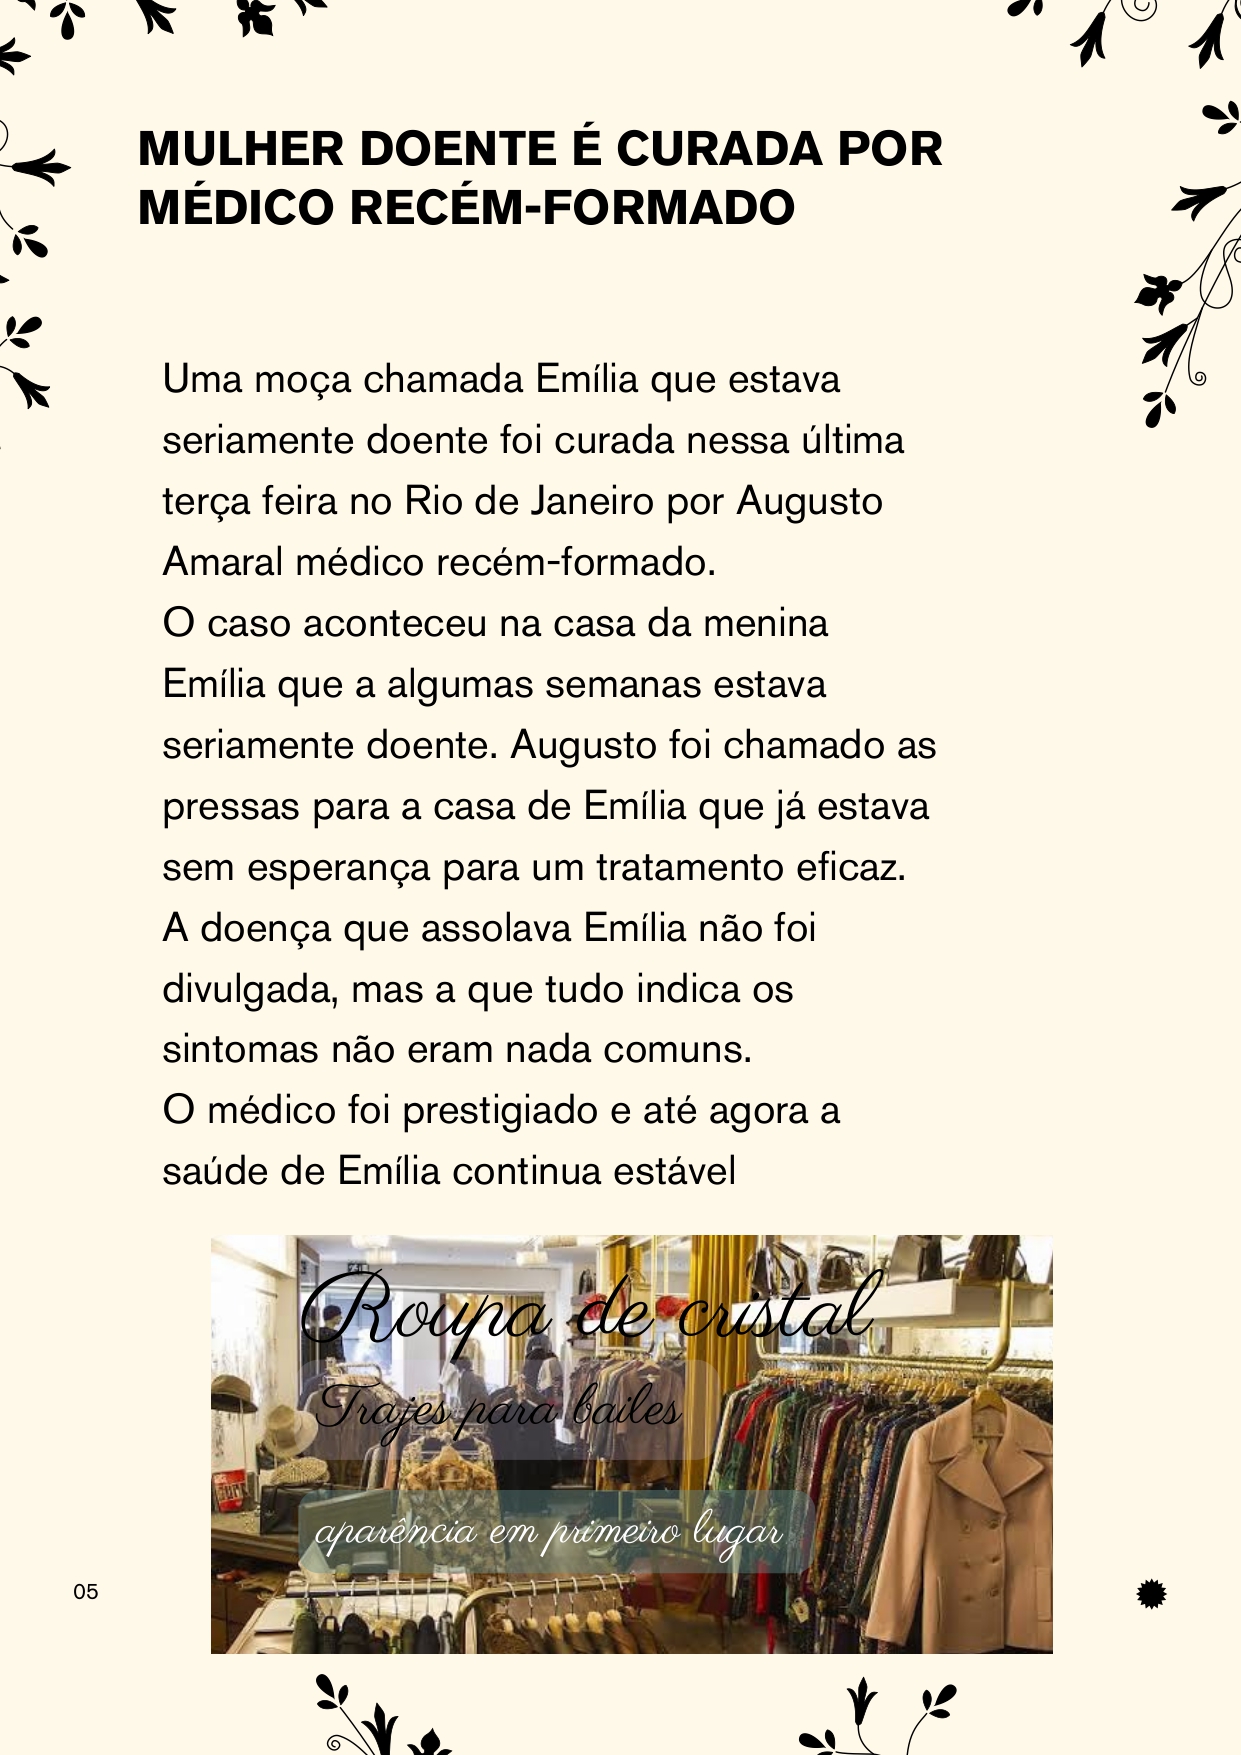 MULHER DOENTE É CURADA POR
MÉDICO RECÉM-FORMADO
Uma moça chamada Emília que estava
seriamente doente foi curada nessa última
terça feira no Rio de Janeiro por Augusto
Amaral médico recém-formado.
O caso aconteceu na casa da menina
Emília que a algumas semanas estava
seriamente doente. Augusto foi chamado as
pressas para a casa de Emília que já estava
sem esperança para um tratamento eficaz.
A doença que assolava Emília não foi
divulgada, mas a que tudo indica os
sintomas não eram nada comuns.
O médico foi prestigiado e até agora a
saúde de Emília continua estável
Roupa de cristal
Trajes para bailes
aparência em primeiro lugar
05